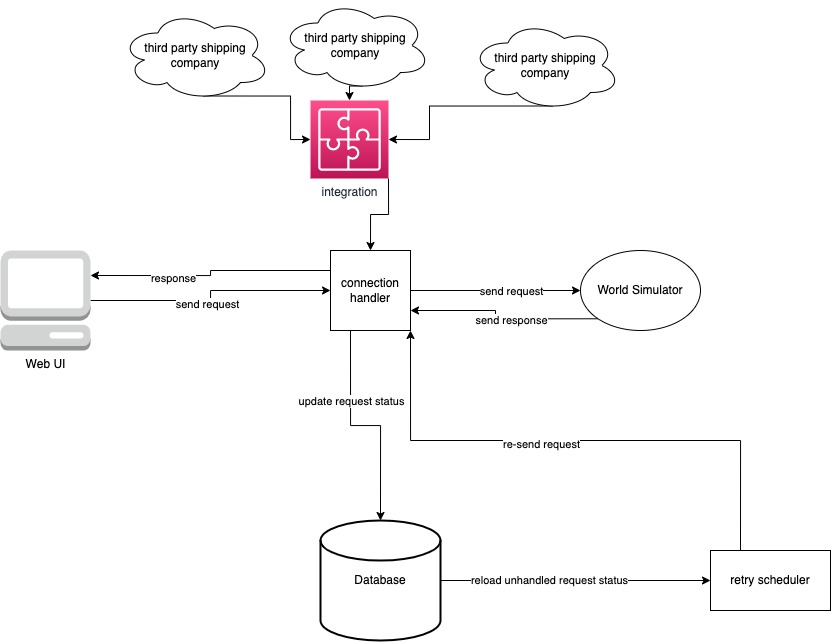 third party shipping
company
third party shipping
company
third party shipping
company
integration
response
send request
connection
handler
send request
send response
World Simulator
Web UI
update request status
re-send request
Database
reload unhandled request status
retry scheduler